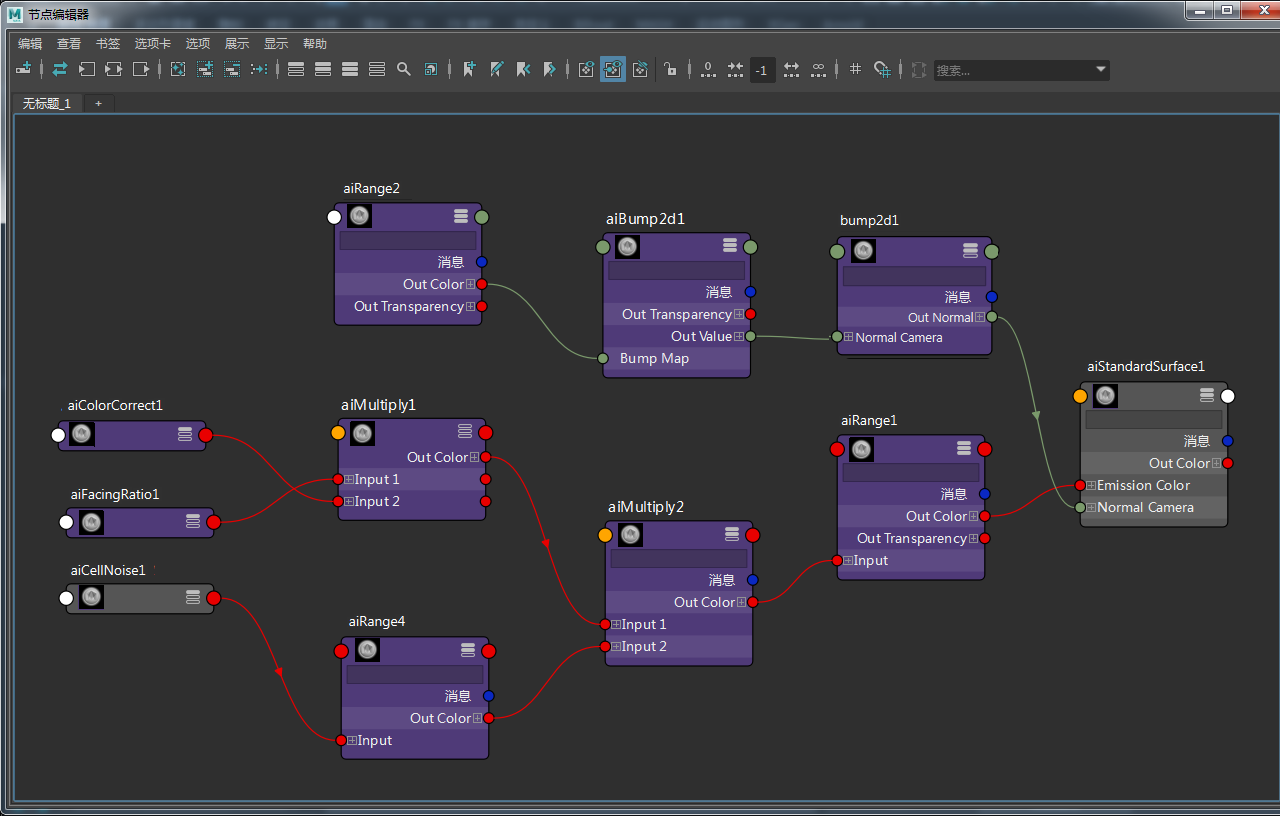 节点编辑器
编辑 查看 书签 选项卡 选项 展示 显示 帮助
0
-1
搜索...
无标题_1 +
aiRange2
消息
Out Color
Out Transparency
aiBump2d1
消息
Out Transparency
Out Value
Bump Map
bump2d1
消息
Out Normal
Normal Camera
aiStandardSurface1
消息
Out Color
Emission Color
Normal Camera
aiColorCorrect1
aiMultiply1
Out Color
Input 1
Input 2
aiRange1
消息
Out Color
Out Transparency
Input
aiFacingRatio1
aiMultiply2
消息
Out Color
Input 1
Input 2
aiCellNoise1
aiRange4
消息
Out Color
Input